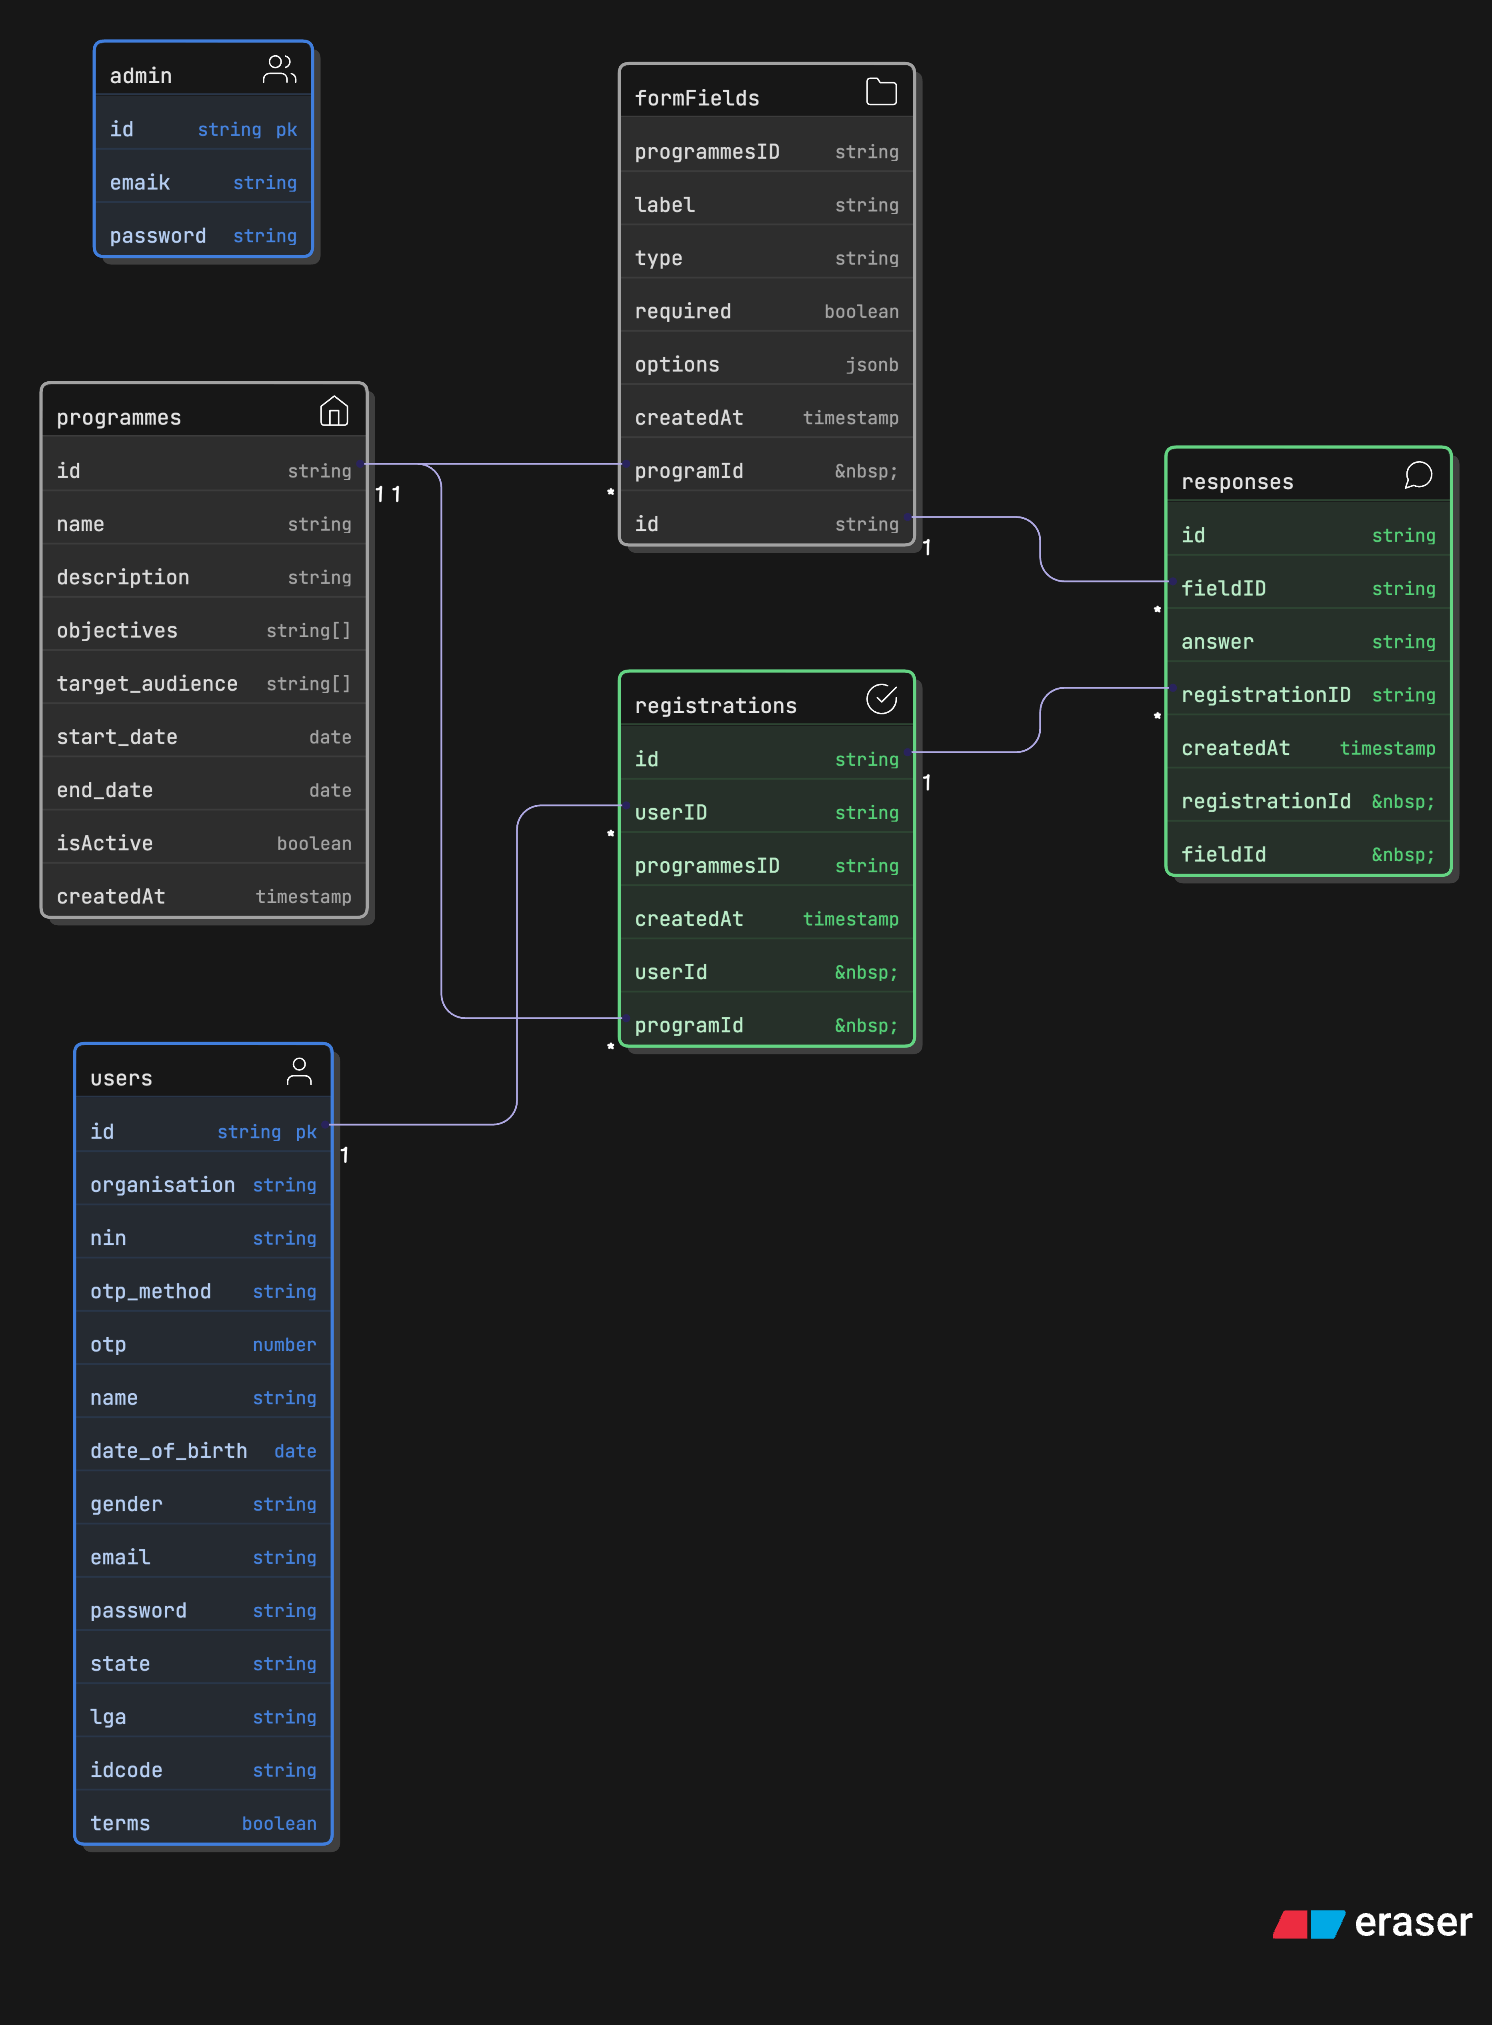 admin
id string pk
emaik string
password string
formFields
programmesID string
label string
type string
required boolean
options jsonb
createdAt timestamp
programId &nbsp;
id string
*
1
programmes
id string
name string
description string
objectives string[]
target_audience string[]
start_date date
end_date date
isActive boolean
createdAt timestamp
1 1
responses
id string
fieldID string
answer string
registrationID string
createdAt timestamp
registrationId &nbsp;
fieldId &nbsp;
*
*
registrations
id string
userID string
programmesID string
createdAt timestamp
userId &nbsp;
programId &nbsp;
1
*
*
users
id string pk
organisation string
nin string
otp_method string
otp number
name string
date_of_birth date
gender string
email string
password string
state string
lga string
idcode string
terms boolean
1
eraser